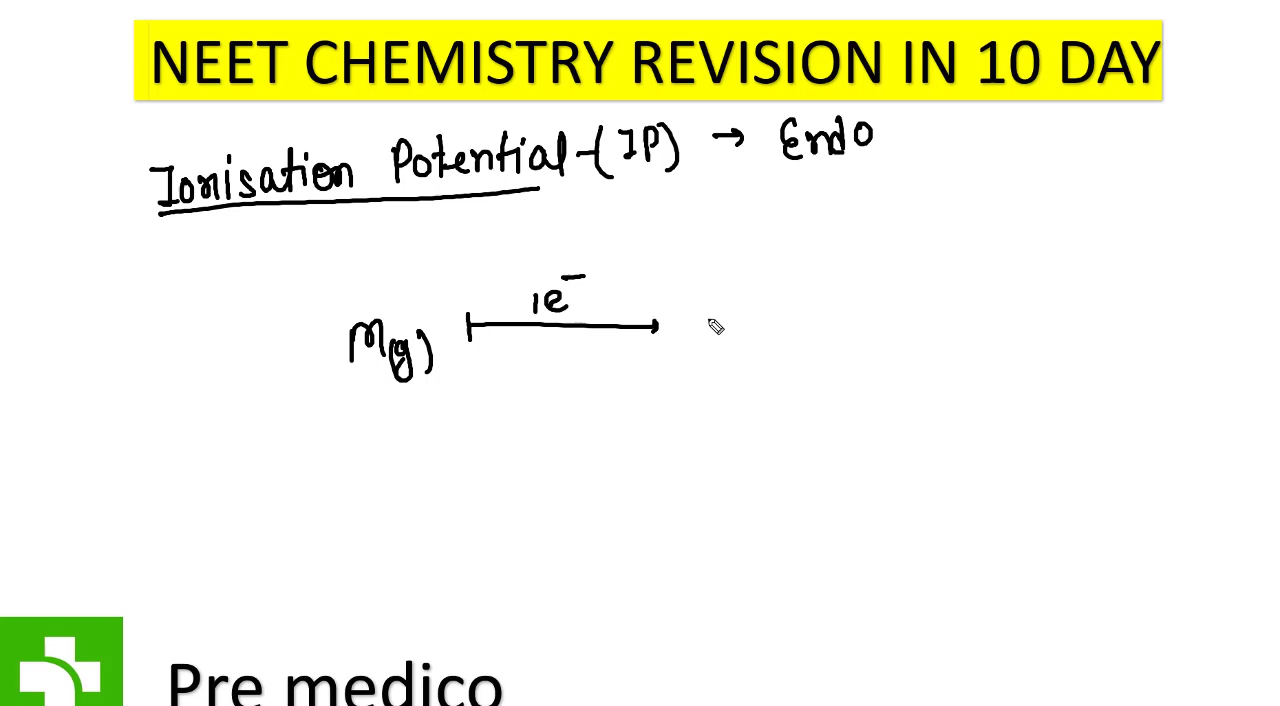 NEET CHEMISTRY REVISION IN 10 DAY
Ionisation Potential-(IP) → Endo
1e⁻
M(g)
Pre medico